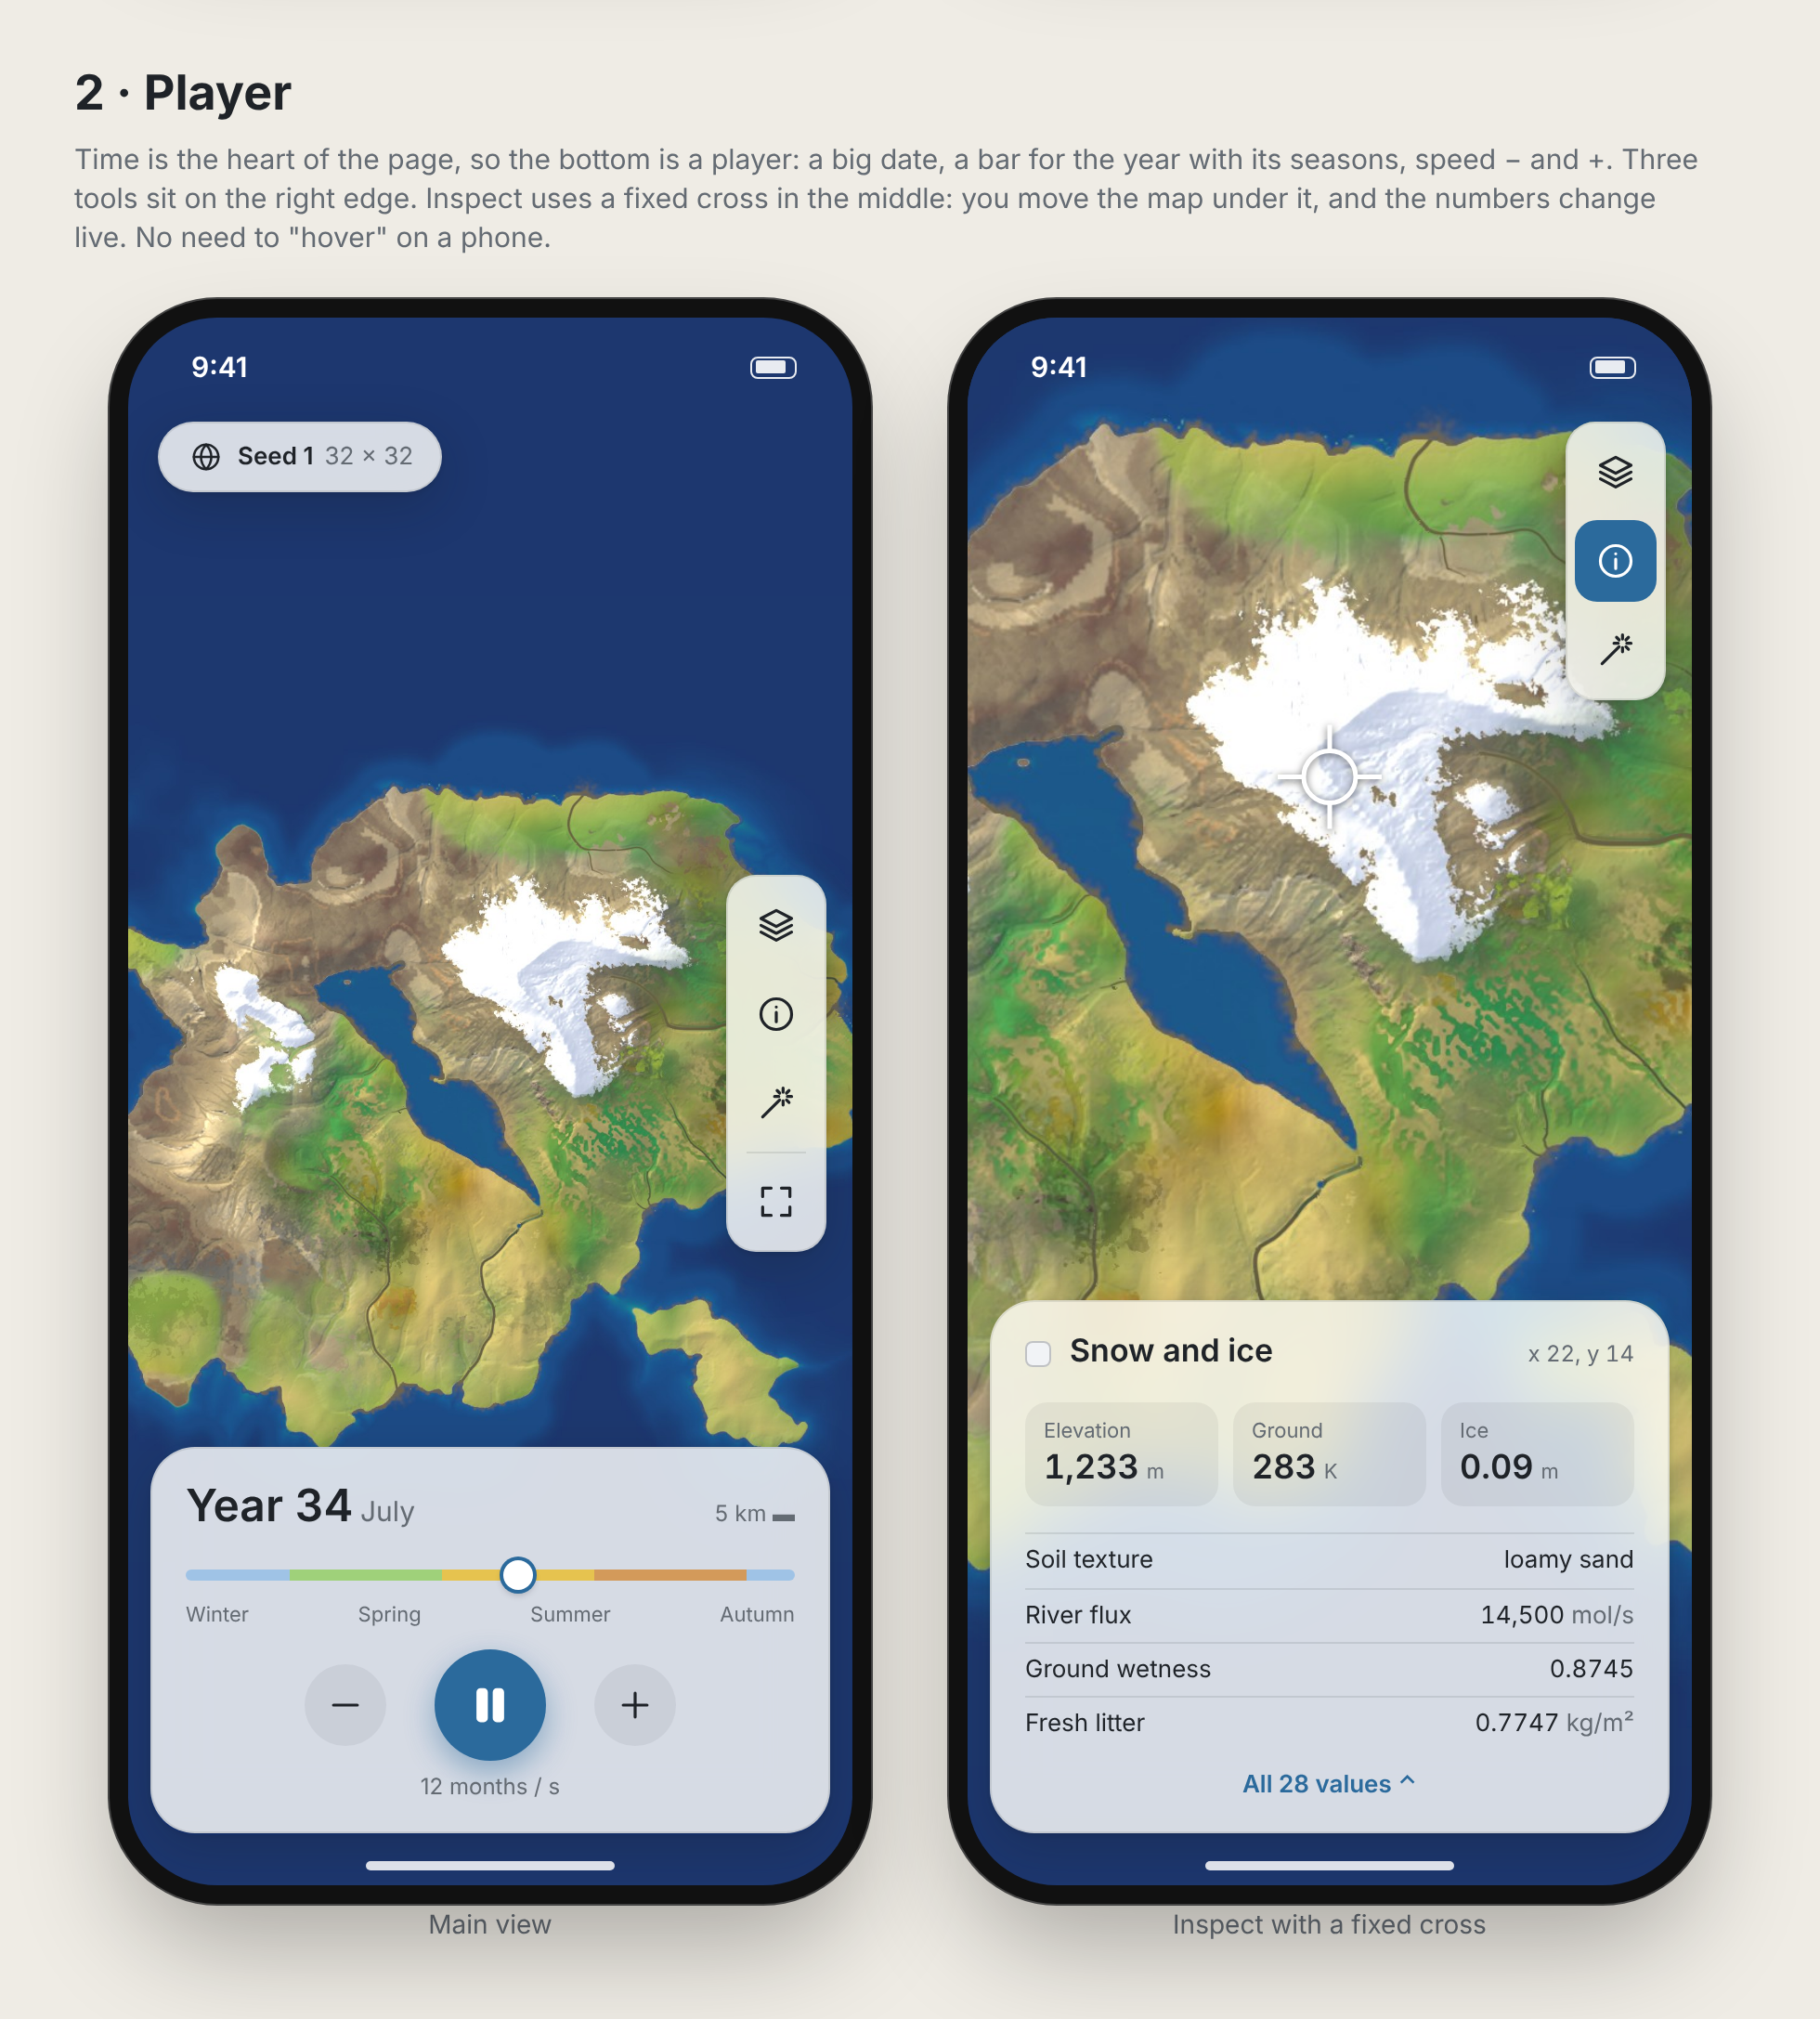 2 · Player
Time is the heart of the page, so the bottom is a player: a big date, a bar for the year with its seasons, speed − and +. Three
tools sit on the right edge. Inspect uses a fixed cross in the middle: you move the map under it, and the numbers change
live. No need to "hover" on a phone.
9:41
Seed 1 32 × 32
Year 34 July
5 km
Winter Spring Summer Autumn
12 months / s
Main view
9:41
Snow and ice
x 22, y 14
Elevation Ground Ice
1,233 m 283 K 0.09 m
Soil texture loamy sand
River flux 14,500 mol/s
Ground wetness 0.8745
Fresh litter 0.7747 kg/m²
All 28 values
Inspect with a fixed cross